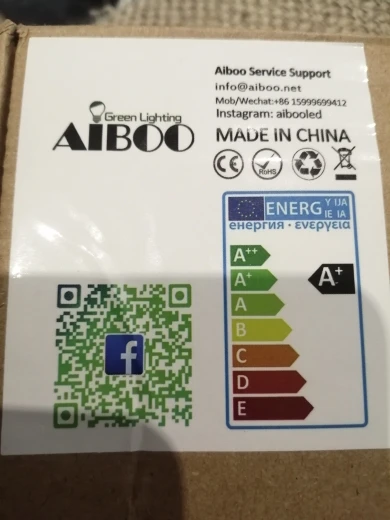 Green Lighting
AIBOO
Aiboo Service Support
info@aiboo.net
Mob/Wechat:+86 15999699412
Instagram: aibooled
MADE IN CHINA
CE
RoHS
ENERG Y IJA
IE IA
енергия · ενεργεια
A++
A+
A
B
C
D
E
A+
f